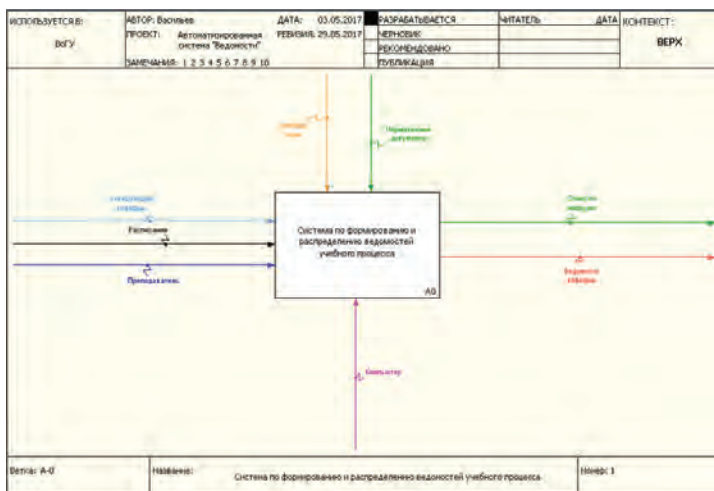 ИСПОЛЬЗУЕТСЯ В:
ВоГУ
АВТОР: Васильев
ДАТА: 03.05.2017
ПРОЕКТ: Автоматизированная
система "Ведомости"
РЕВИЗИЯ: 29.05.2017
ЗАМЕЧАНИЯ: 1 2 3 4 5 6 7 8 9 10
РАЗРАБАТЫВАЕТСЯ
ЧЕРНОВИК
РЕКОМЕНДОВАНО
ПУБЛИКАЦИЯ
ЧИТАТЕЛЬ
ДАТА
КОНТЕКСТ:
ВЕРХ
документы
Расписание
Преподаватель
Система по формированию и
распределению ведомостей
учебного процесса
A0
Ведомости
Компьютер
Ветка: A-0
Название:
Система по формированию и распределению ведомостей учебного процесса
Номер: 1